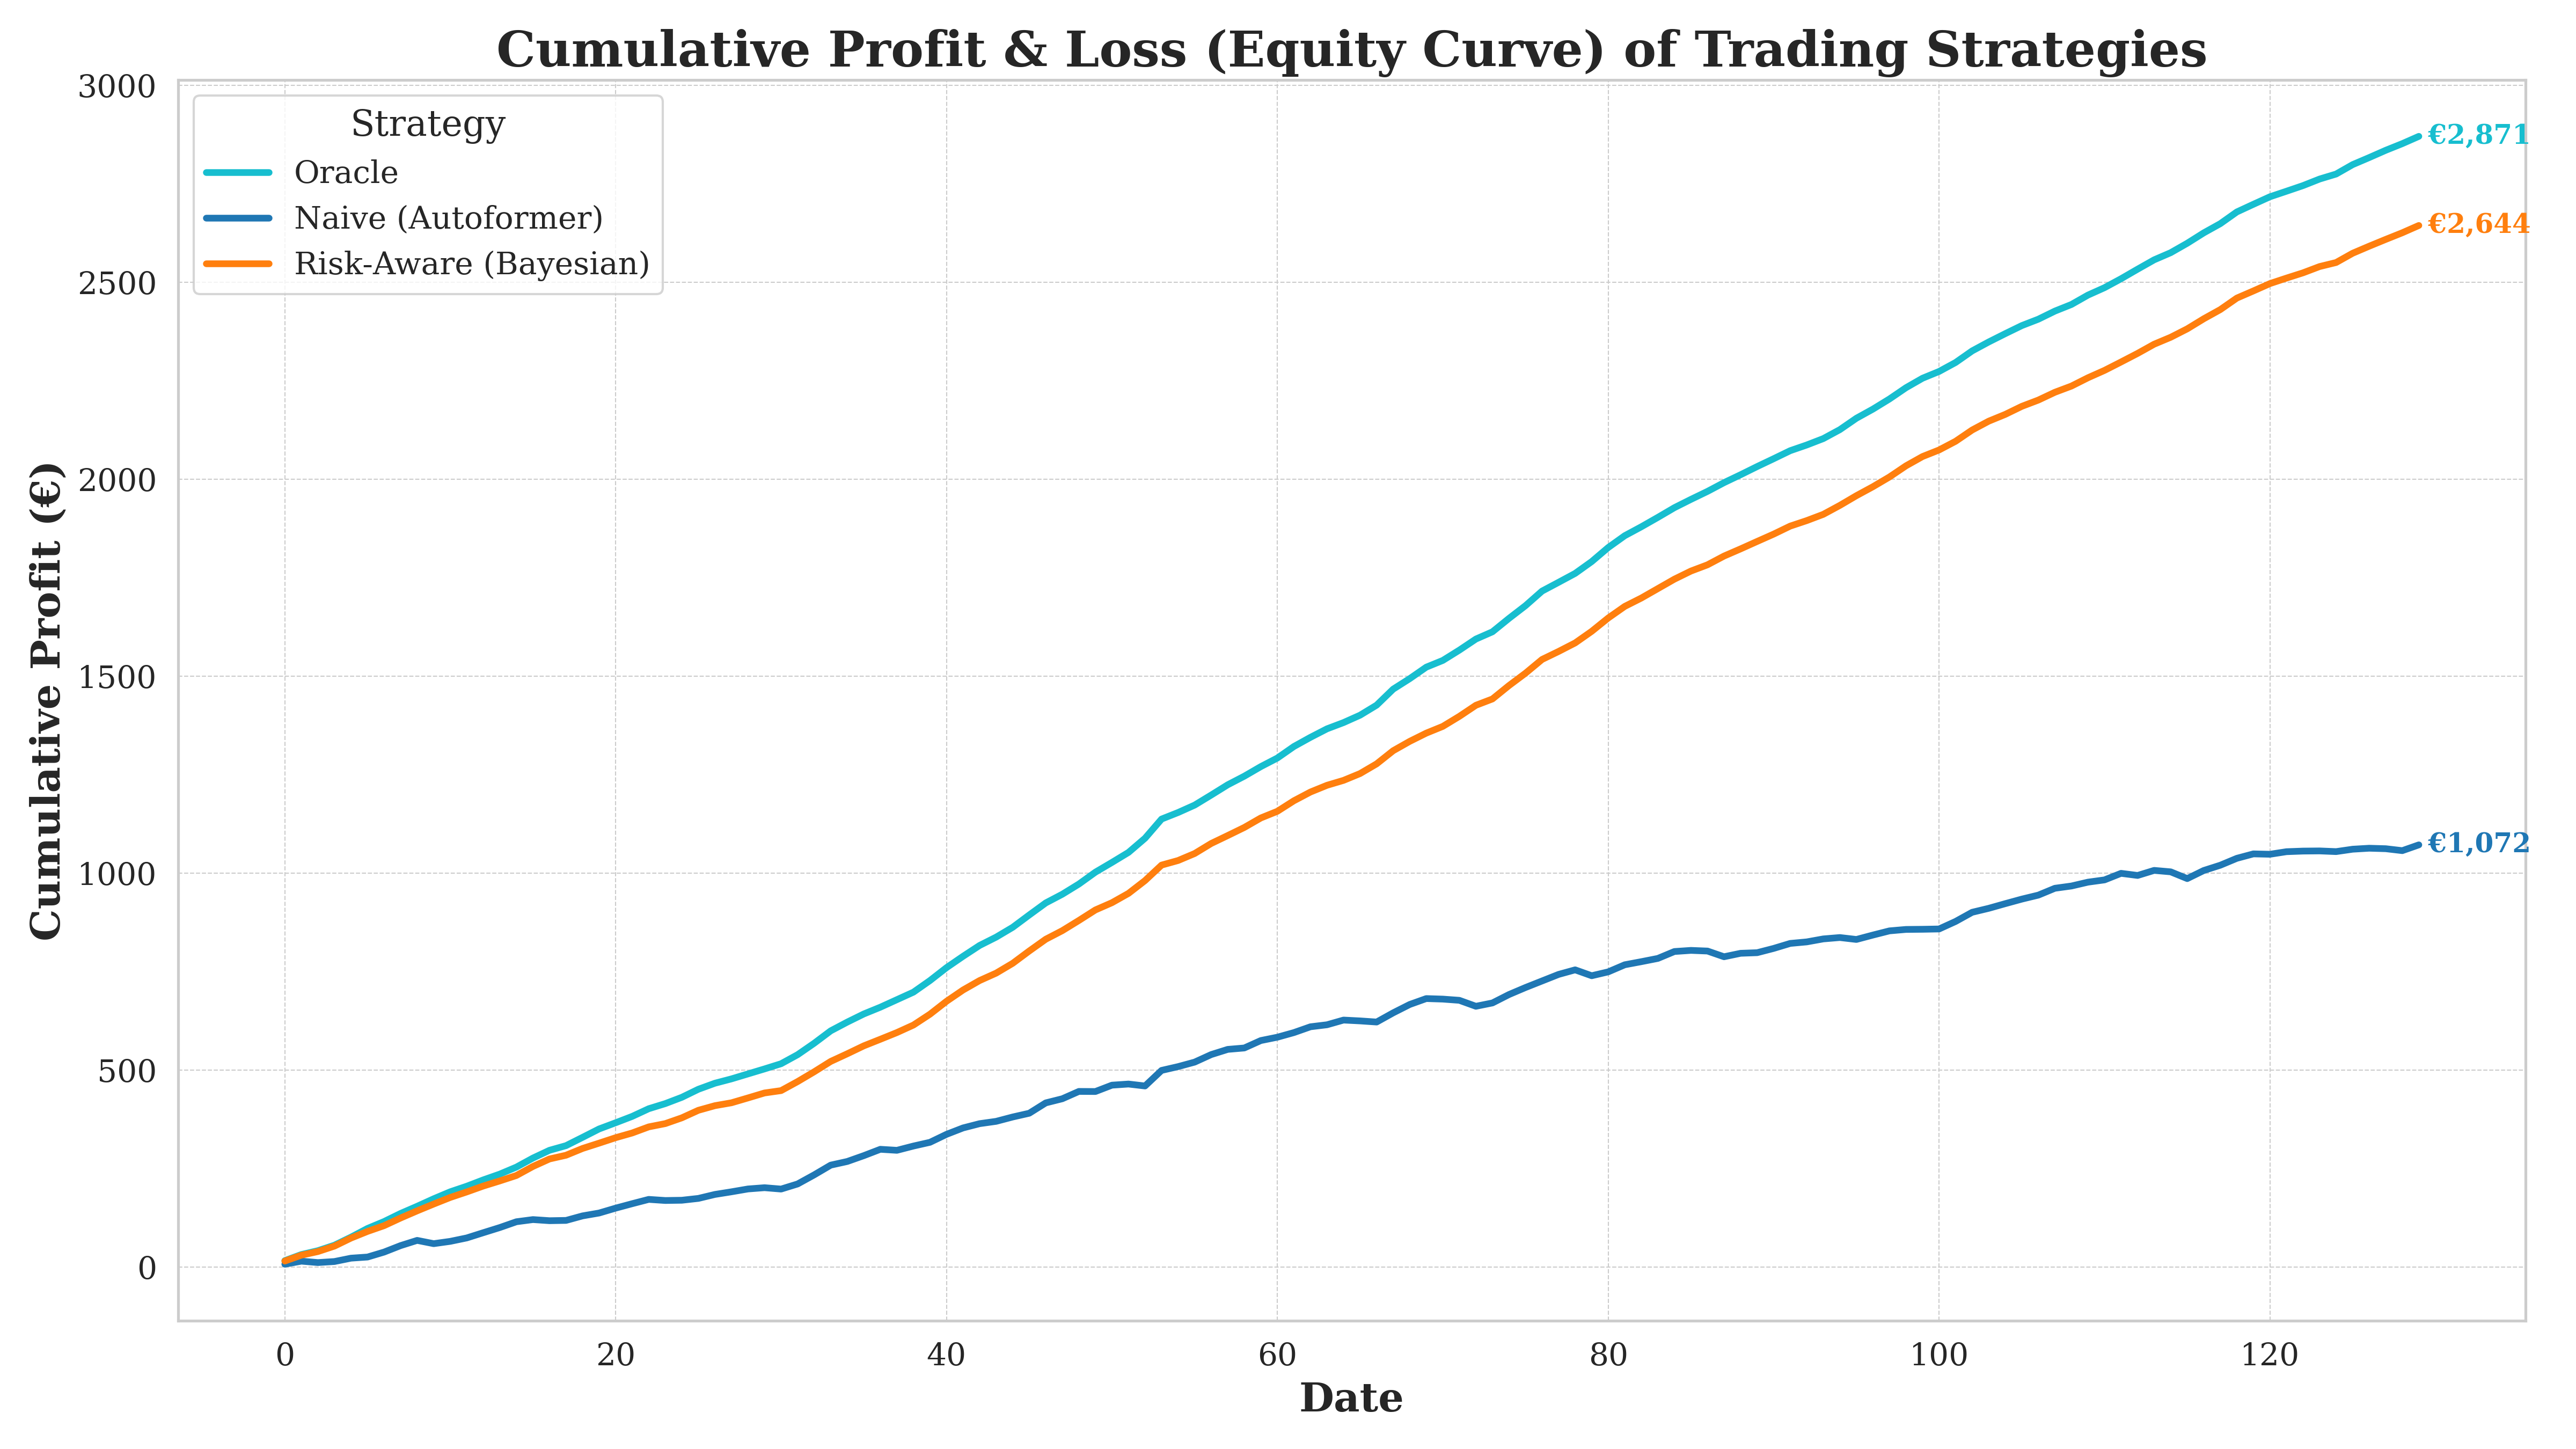 Cumulative Profit & Loss (Equity Curve) of Trading Strategies
3000
2500
2000
1500
1000
500
0
Cumulative Profit (€)
Strategy
Oracle
Naive (Autoformer)
Risk-Aware (Bayesian)
€2,871
€2,644
€1,072
0 20 40 60 80 100 120
Date